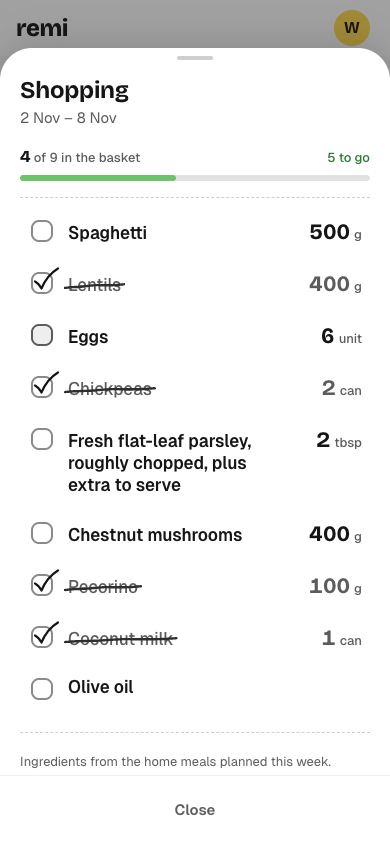 remi
W
Shopping
2 Nov – 8 Nov
4 of 9 in the basket
5 to go
Spaghetti 500 g
Lentils 400 g
Eggs 6 unit
Chickpeas 2 can
Fresh flat-leaf parsley, 2 tbsp
roughly chopped, plus
extra to serve
Chestnut mushrooms 400 g
Pecorino 100 g
Coconut milk 1 can
Olive oil
Ingredients from the home meals planned this week.
Close